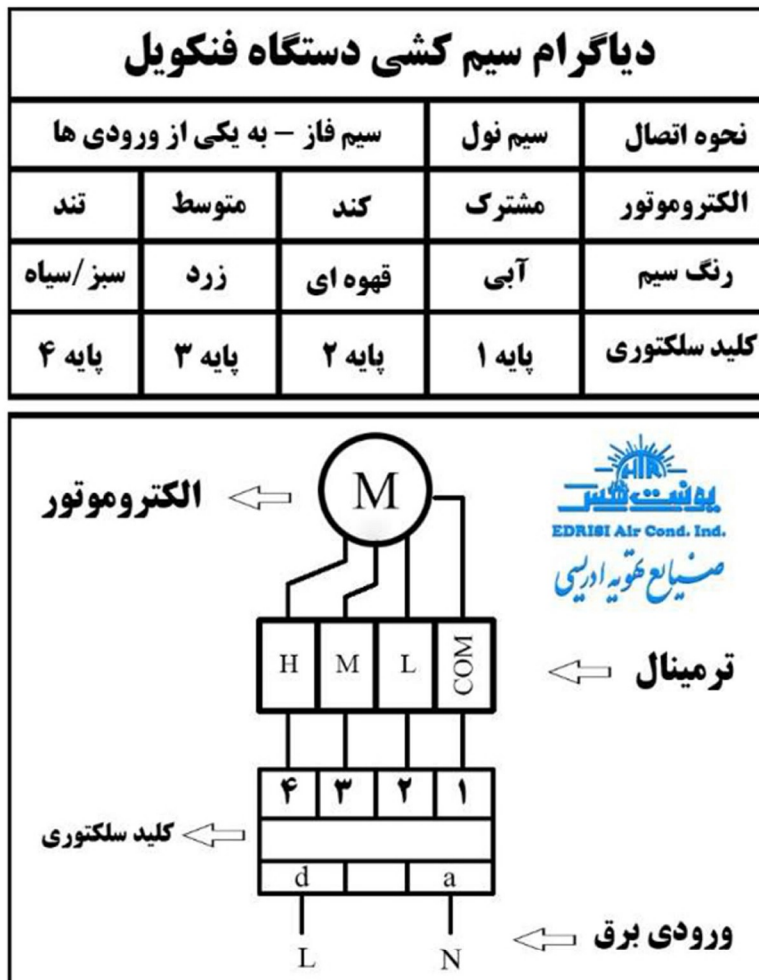 دیاگرام سیم کشی دستگاه فنکویل
نحوه اتصال سیم نول سیم فاز – به یکی از ورودی ها
الکتروموتور مشترک کند متوسط تند
رنگ سیم آبی قهوه ای زرد سبز/سیاه
کلید سلکتوری پایه ۱ پایه ۲ پایه ۳ پایه ۴
الکتروموتور
M
یونت هیتر
EDRISI Air Cond. Ind.
صنایع تهویه ادریسی
H M L COM
ترمینال
۴ ۳ ۲ ۱
کلید سلکتوری
d a
ورودی برق
L N